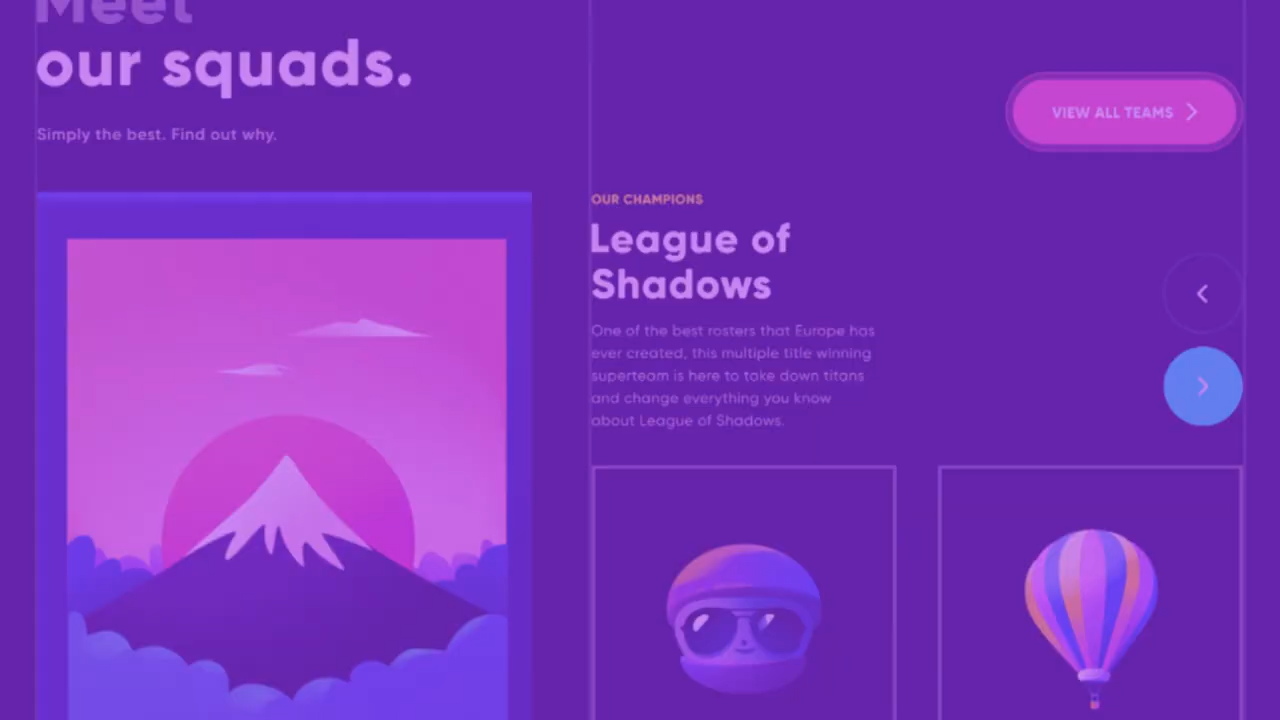 Meet
our squads.
Simply the best. Find out why.
VIEW ALL TEAMS
OUR CHAMPIONS
League of
Shadows
One of the best rosters that Europe has
ever created, this multiple title winning
superteam is here to take down titans
and change everything you know
about League of Shadows.